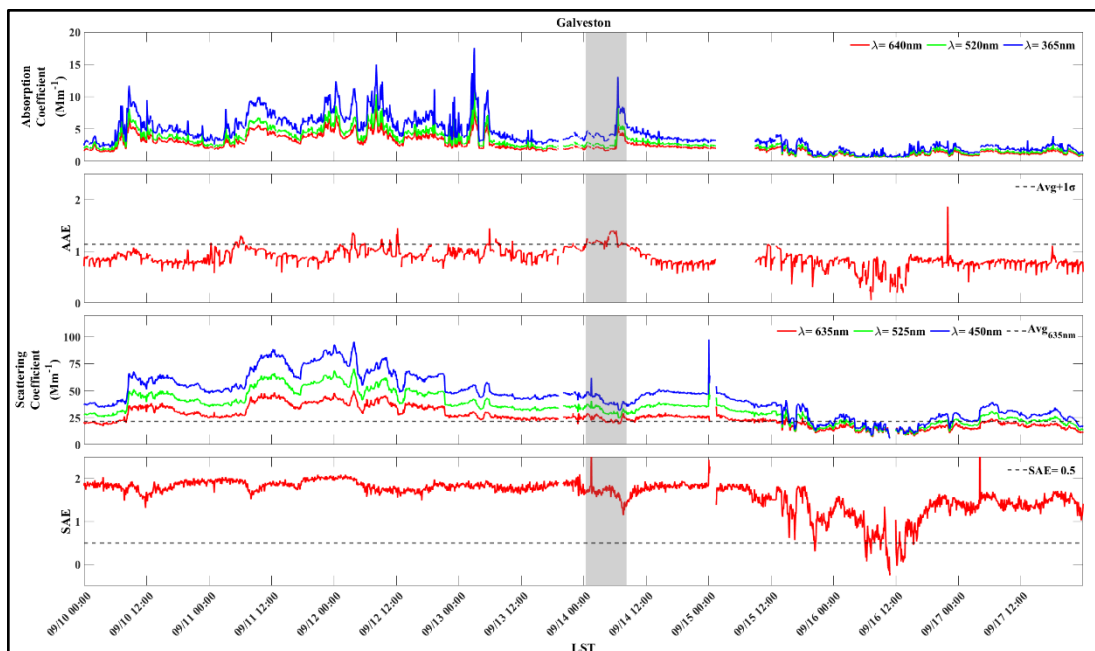 Galveston
20
15
10
5
0
Absorption
Coefficient
(Mm⁻¹)
λ= 640nm λ= 520nm λ= 365nm
2
1
0
AAE
Avg+1σ
100
75
50
25
0
Scattering
Coefficient
(Mm⁻¹)
λ= 635nm λ= 525nm λ= 450nm Avg₆₃₅ₙₘ
2
1
0
SAE
SAE= 0.5
09/10 00:00
09/10 12:00
09/11 00:00
09/11 12:00
09/12 00:00
09/12 12:00
09/13 00:00
09/13 12:00
09/14 00:00
09/14 12:00
09/15 00:00
09/15 12:00
09/16 00:00
09/16 12:00
09/17 00:00
09/17 12:00
LST